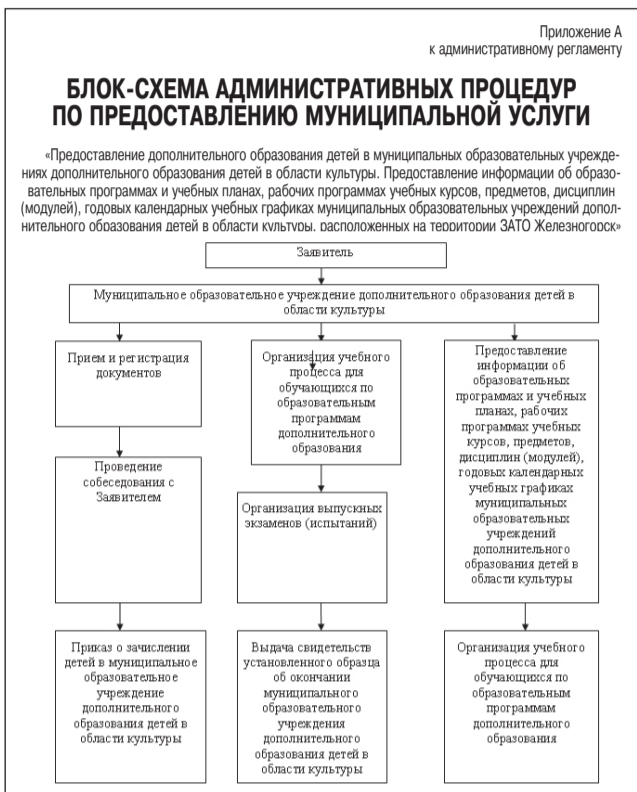 Приложение А
к административному регламенту
БЛОК-СХЕМА АДМИНИСТРАТИВНЫХ ПРОЦЕДУР
ПО ПРЕДОСТАВЛЕНИЮ МУНИЦИПАЛЬНОЙ УСЛУГИ
«Предоставление дополнительного образования детей в муниципальных образовательных учрежде-
ниях дополнительного образования детей в области культуры. Предоставление информации об образо-
вательных программах и учебных планах, рабочих программах учебных курсов, предметов, дисциплин
(модулей), годовых календарных учебных графиках муниципальных образовательных учреждений допол-
нительного образования детей в области культуры, расположенных на территории ЗАТО Железногорск»
Заявитель
Муниципальное образовательное учреждение дополнительного образования детей в
области культуры
Прием и регистрация
документов
Проведение
собеседования с
Заявителем
Приказ о зачислении
детей в муниципальное
образовательное
учреждение
дополнительного
образования детей в
области культуры
Организация учебного
процесса для
обучающихся по
образовательным
программам
дополнительного
образования
Организация выпускных
экзаменов (испытаний)
Выдача свидетельств
установленного образца
об окончании
муниципального
образовательного
учреждения
дополнительного
образования детей в
области культуры
Предоставление
информации об
образовательных
программах и учебных
планах, рабочих
программах учебных
курсов, предметов,
дисциплин (модулей),
годовых календарных
учебных графиках
муниципальных
образовательных
учреждений
дополнительного
образования детей в
области культуры
Организация учебного
процесса для
обучающихся по
образовательным
программам
дополнительного
образования